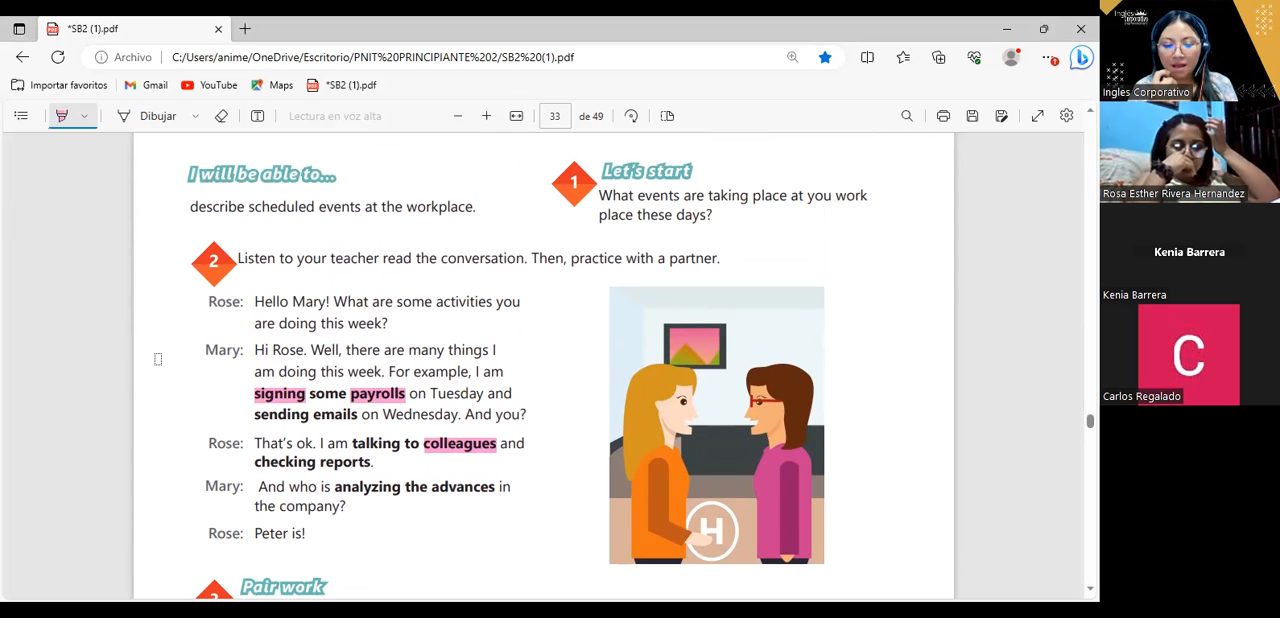 *SB2 (1).pdf
Archivo
C:/Users/anime/OneDrive/Escritorio/PNIT%20PRINCIPIANTE%202/SB2%20(1).pdf
Importar favoritos
Gmail
YouTube
Maps
*SB2 (1).pdf
Dibujar
Lectura en voz alta
33
de 49
I will be able to...
describe scheduled events at the workplace.
1
Let's start
What events are taking place at you work
place these days?
2
Listen to your teacher read the conversation. Then, practice with a partner.
Rose: Hello Mary! What are some activities you
are doing this week?
Mary: Hi Rose. Well, there are many things I
am doing this week. For example, I am
signing some payrolls on Tuesday and
sending emails on Wednesday. And you?
Rose: That's ok. I am talking to colleagues and
checking reports.
Mary: And who is analyzing the advances in
the company?
Rose: Peter is!
H
3
Pair work
Inglés
Corporativo
Ingles Corporativo
Rosa Esther Rivera Hernandez
Kenia Barrera
Kenia Barrera
C
Carlos Regalado